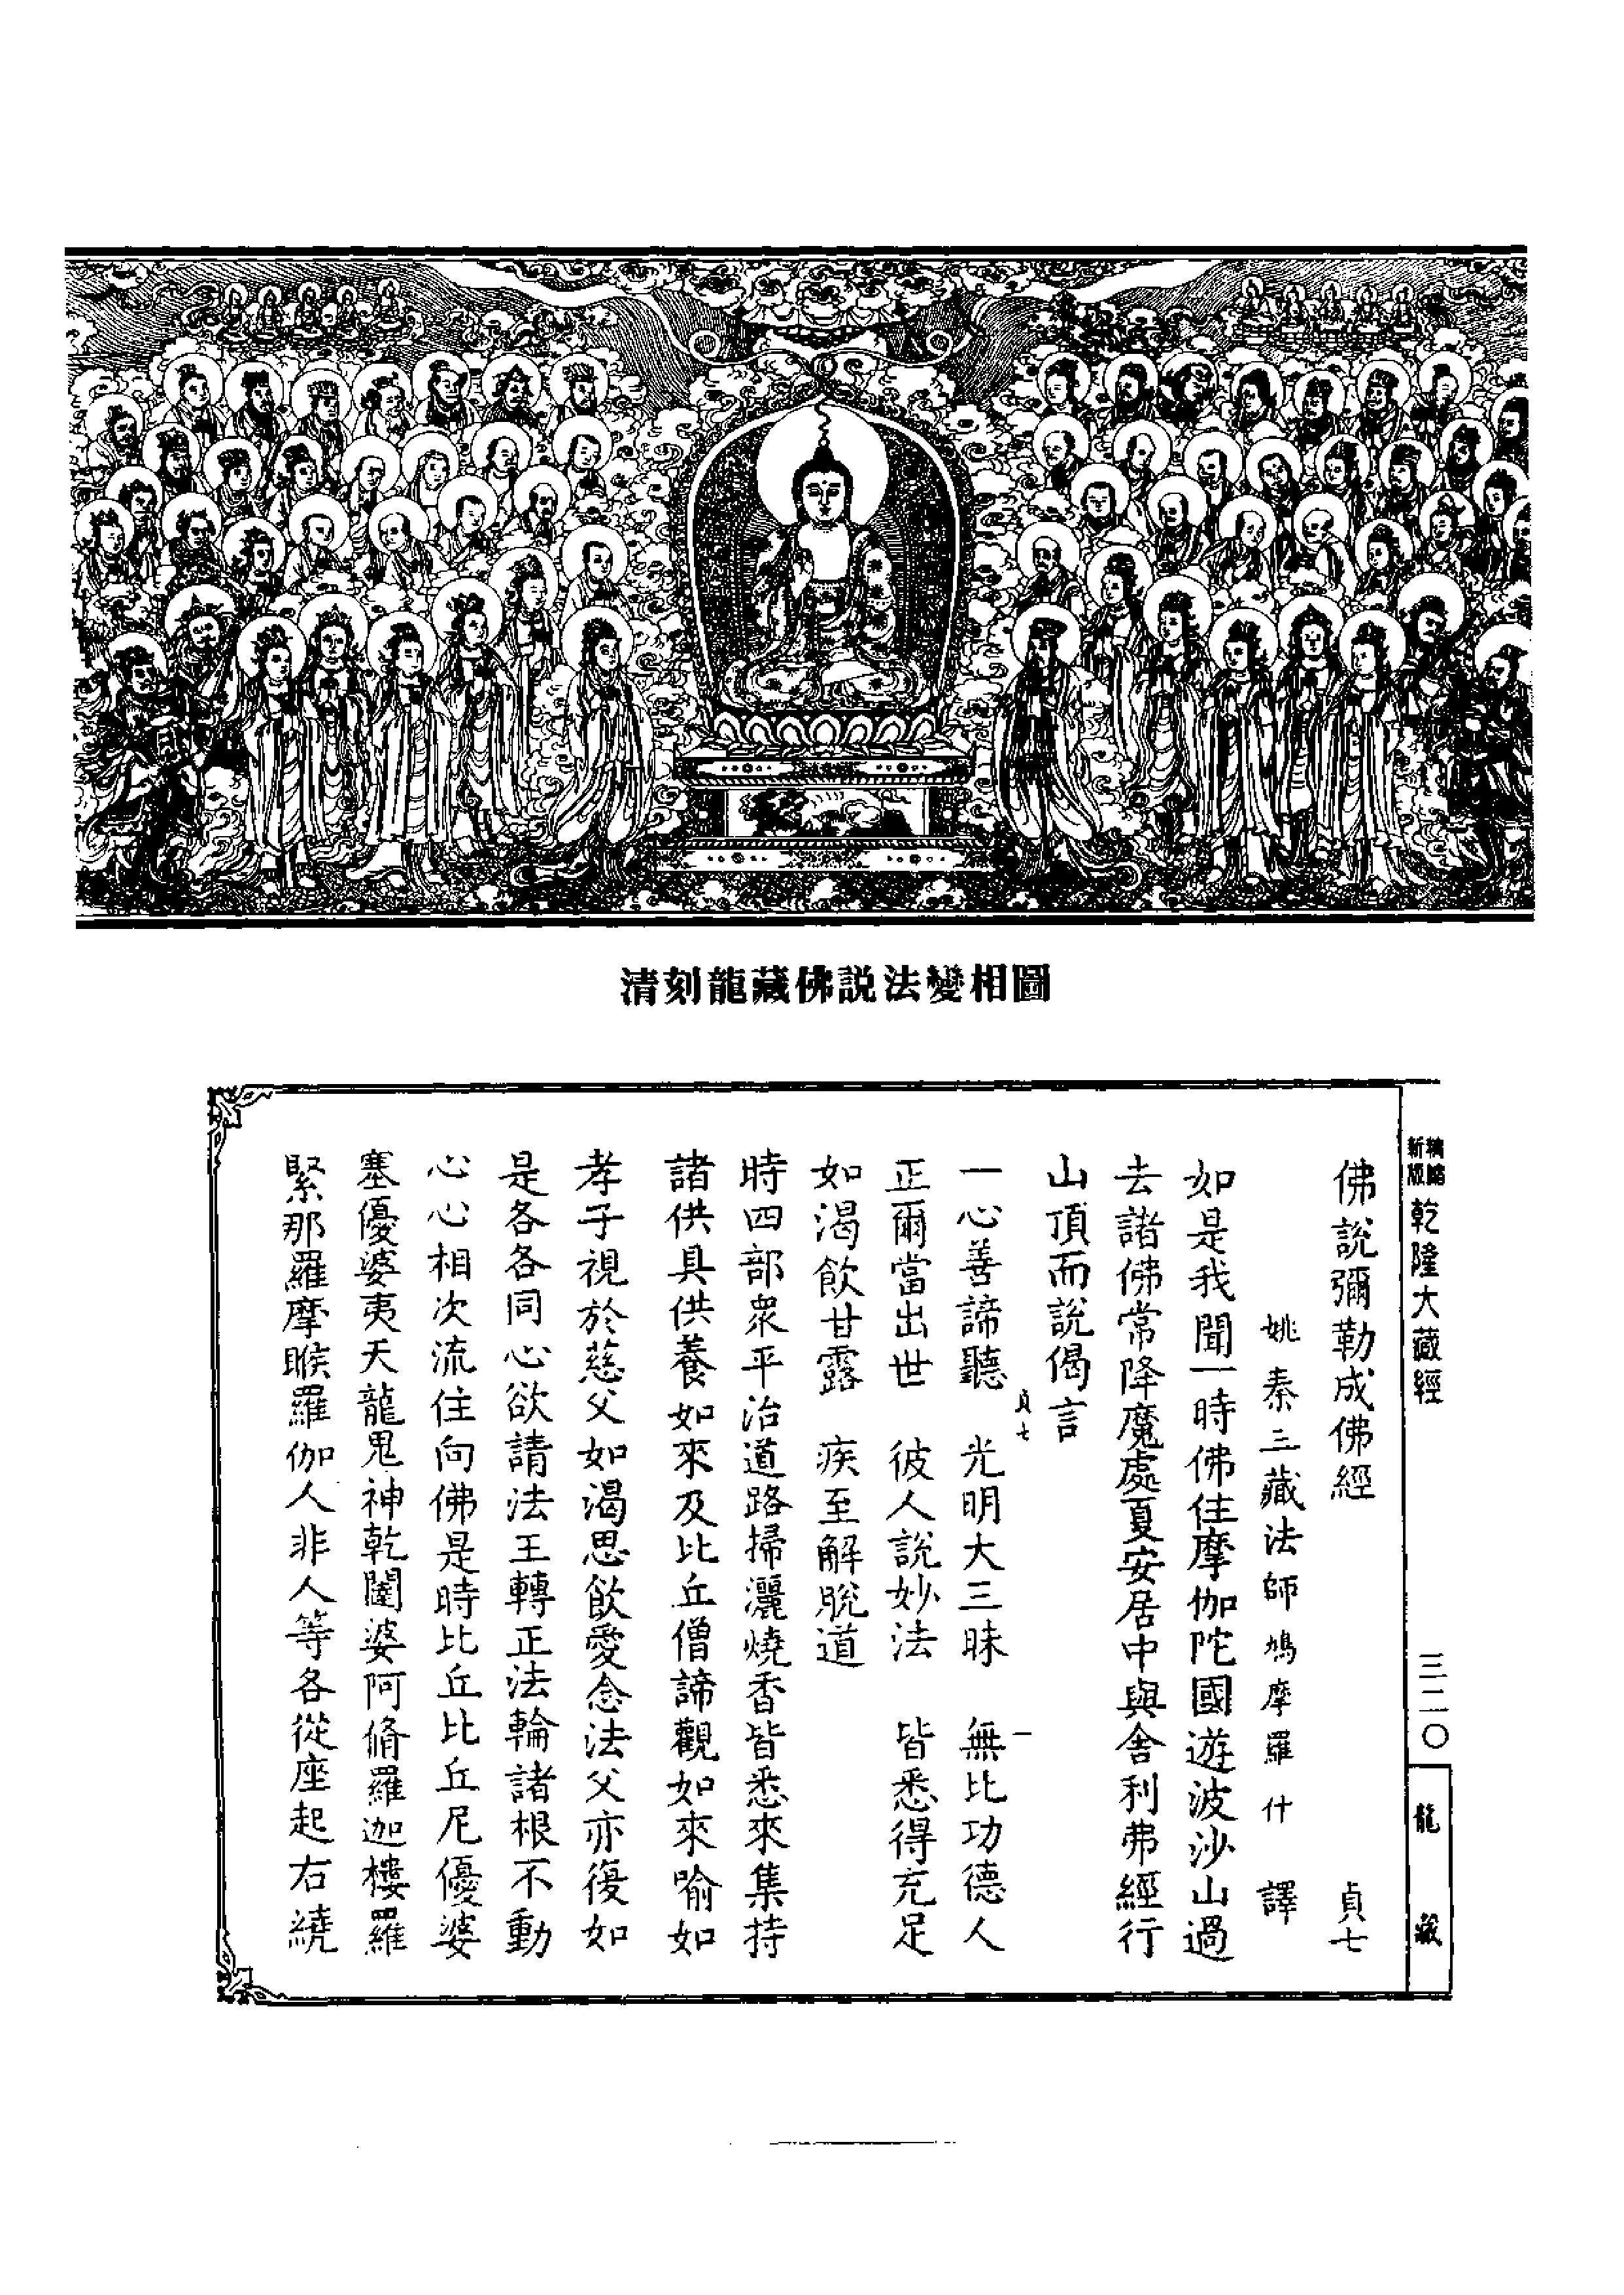 清刻龍藏佛説法變相圖
新版
精縮
乾隆大藏經
三二〇
龍藏
佛說彌勒成佛經 貞七
姚秦三藏法師鳩摩羅什 譯
如是我聞一時佛住摩伽陀國遊波沙山過
去諸佛常降魔處夏安居中與舍利弗經行
山頂而說偈言
貞七 一
一心善諦聽 光明大三昧 無比功德人
正爾當出世 彼人說妙法 皆悉得充足
如渴飲甘露 疾至解脫道
時四部眾平治道路掃灑燒香皆悉來集持
諸供具供養如來及比丘僧諦觀如來喻如
孝子視於慈父如渴思飲愛念法父亦復如
是各各同心欲請法王轉正法輪諸根不動
心心相次流住向佛是時比丘比丘尼優婆
塞優婆夷天龍鬼神乾闥婆阿脩羅迦樓羅
緊那羅摩睺羅伽人非人等各從座起右繞